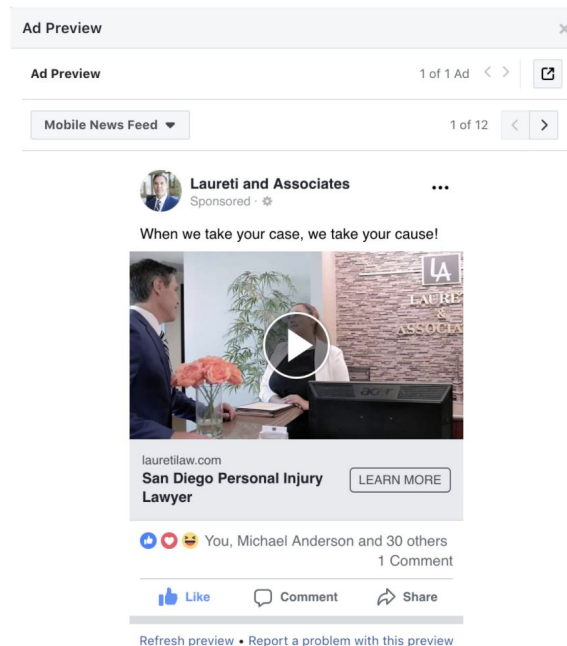 Ad Preview
Ad Preview
1 of 1 Ad
Mobile News Feed
1 of 12
Laureti and Associates
Sponsored ·
When we take your case, we take your cause!
LA
LAURE
&
ASSOCIA
acer
lauretilaw.com
San Diego Personal Injury
Lawyer
LEARN MORE
You, Michael Anderson and 30 others
1 Comment
Like
Comment
Share
Refresh preview • Report a problem with this preview